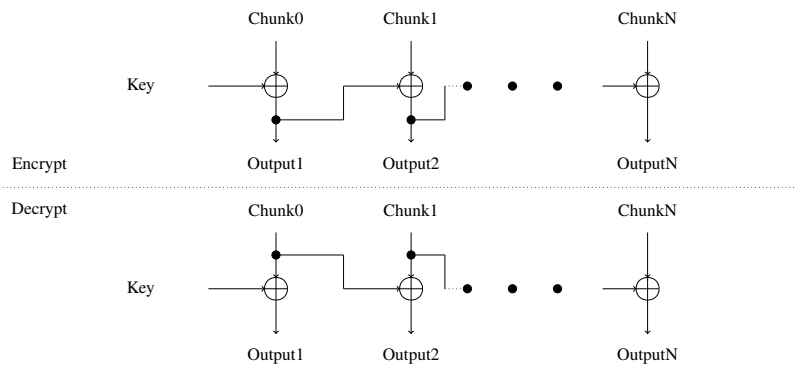 Chunk0 Chunk1 ChunkN
Key
Encrypt Output1 Output2 OutputN
Decrypt Chunk0 Chunk1 ChunkN
Key
Output1 Output2 OutputN